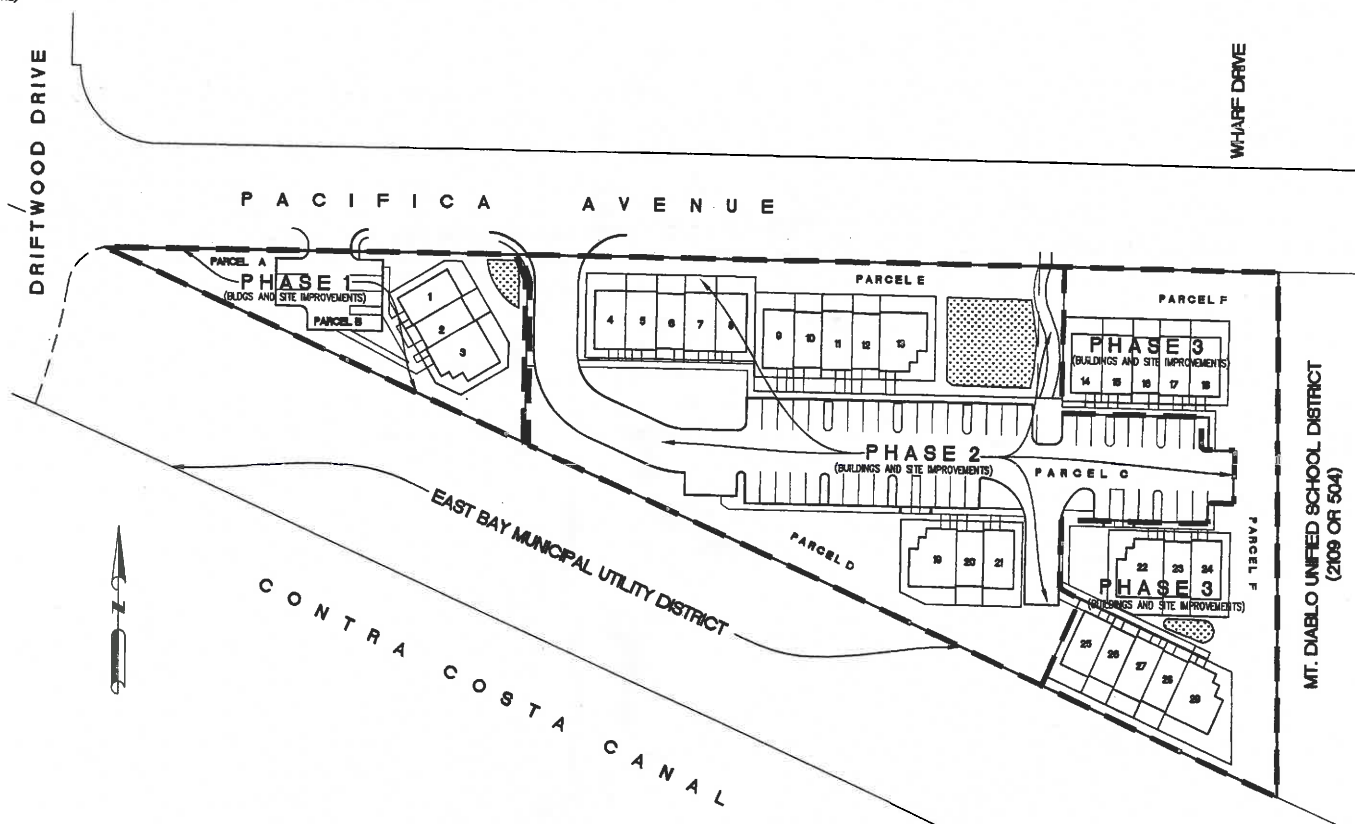 DRIFTWOOD DRIVE
WHARF DRIVE
PACIFICA AVENUE
PARCEL A
PHASE 1
(BLDGS AND SITE IMPROVEMENTS)
PARCEL B
1
2
3
4 5 6 7 8
PARCEL E
9 10 11 12 13
PARCEL F
PHASE 3
(BUILDINGS AND SITE IMPROVEMENTS)
14 15 16 17 18
PHASE 2
(BUILDINGS AND SITE IMPROVEMENTS)
PARCEL C
PARCEL D
19 20 21
22 23 24
PHASE 3
(BUILDINGS AND SITE IMPROVEMENTS)
25 26 27 28 29
PARCEL F
MT. DIABLO UNIFIED SCHOOL DISTRICT
(2109 OR 504)
EAST BAY MUNICIPAL UTILITY DISTRICT
CONTRA COSTA CANAL
N